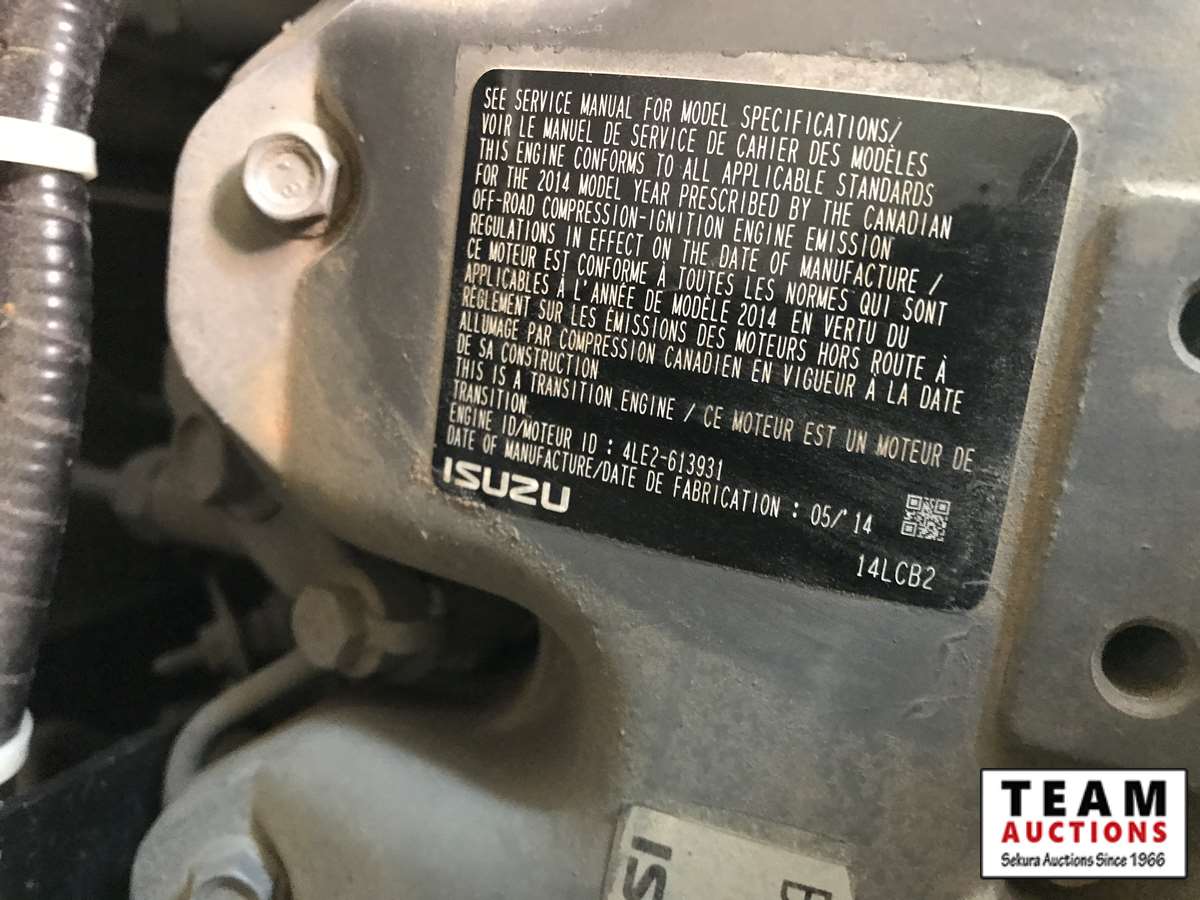 SEE SERVICE MANUAL FOR MODEL SPECIFICATIONS/
VOIR LE MANUEL DE SERVICE DE CAHIER DES MODÈLES
THIS ENGINE CONFORMS TO ALL APPLICABLE STANDARDS
FOR THE 2014 MODEL YEAR PRESCRIBED BY THE CANADIAN
OFF-ROAD COMPRESSION-IGNITION ENGINE EMISSION
REGULATIONS IN EFFECT ON THE DATE OF MANUFACTURE /
CE MOTEUR EST CONFORME À TOUTES LES NORMES QUI SONT
APPLICABLES À L'ANNÉE DE MODÈLE 2014 EN VERTU DU
RÈGLEMENT SUR LES ÉMISSIONS DES MOTEURS HORS ROUTE À
ALLUMAGE PAR COMPRESSION CANADIEN EN VIGUEUR À LA DATE
DE SA CONSTRUCTION
THIS IS A TRANSITION ENGINE / CE MOTEUR EST UN MOTEUR DE
TRANSITION
ENGINE ID/MOTEUR ID : 4LE2-613931
DATE OF MANUFACTURE/DATE DE FABRICATION : 05/'14
ISUZU
14LCB2
TEAM
AUCTIONS
Sekura Auctions Since 1966